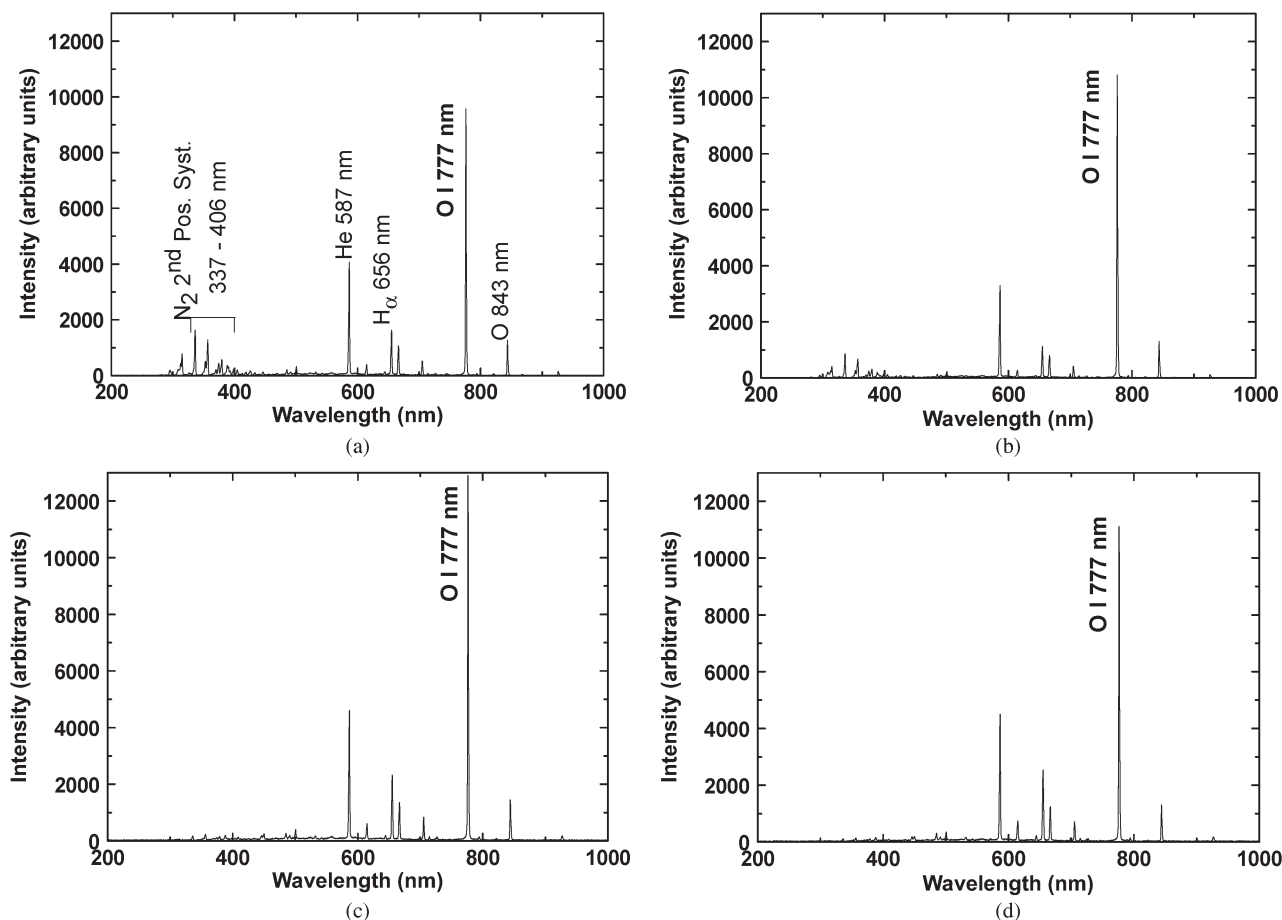 12000
10000
8000
6000
4000
2000
0
Intensity (arbitrary units)
N2 2nd Pos. Syst.
337 - 406 nm
He 587 nm
Hα 656 nm
O I 777 nm
O 843 nm
200 400 600 800 1000
Wavelength (nm)
(a)
12000
10000
8000
6000
4000
2000
0
Intensity (arbitrary units)
O I 777 nm
200 400 600 800 1000
Wavelength (nm)
(b)
12000
10000
8000
6000
4000
2000
0
Intensity (arbitrary units)
O I 777 nm
200 400 600 800 1000
Wavelength (nm)
(c)
12000
10000
8000
6000
4000
2000
0
Intensity (arbitrary units)
O I 777 nm
200 400 600 800 1000
Wavelength (nm)
(d)